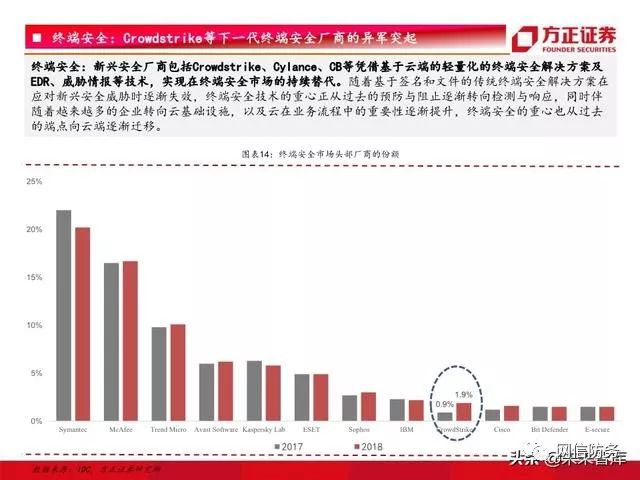 ■ 终端安全：Crowdstrike等下一代终端安全厂商的异军突起
方正证券
FOUNDER SECURITIES
终端安全：新兴安全厂商包括Crowdstrike、Cylance、CB等凭借基于云端的轻量化的终端安全解决方案及
EDR、威胁情报等技术，实现在终端安全市场的持续替代。随着基于签名和文件的传统终端安全解决方案在
应对新兴安全威胁时逐渐失效，终端安全技术的重心正从过去的预防与阻止逐渐转向检测与响应，同时伴
随着越来越多的企业转向云基础设施，以及云在业务流程中的重要性逐渐提升，终端安全的重心也从过去
的端点向云端逐渐迁移。
图表14：终端安全市场头部厂商的份额
25%
20%
15%
10%
5%
0%
0.9%
1.9%
Symantec
McAfee
Trend Micro
Avast Software
Kaspersky Lab
ESET
Sophos
IBM
CrowdStrike
Cisco
Bit Defender
E-secure
2017
2018
数据来源：IDC，方正证券研究所
网信防务
头条@未来智库